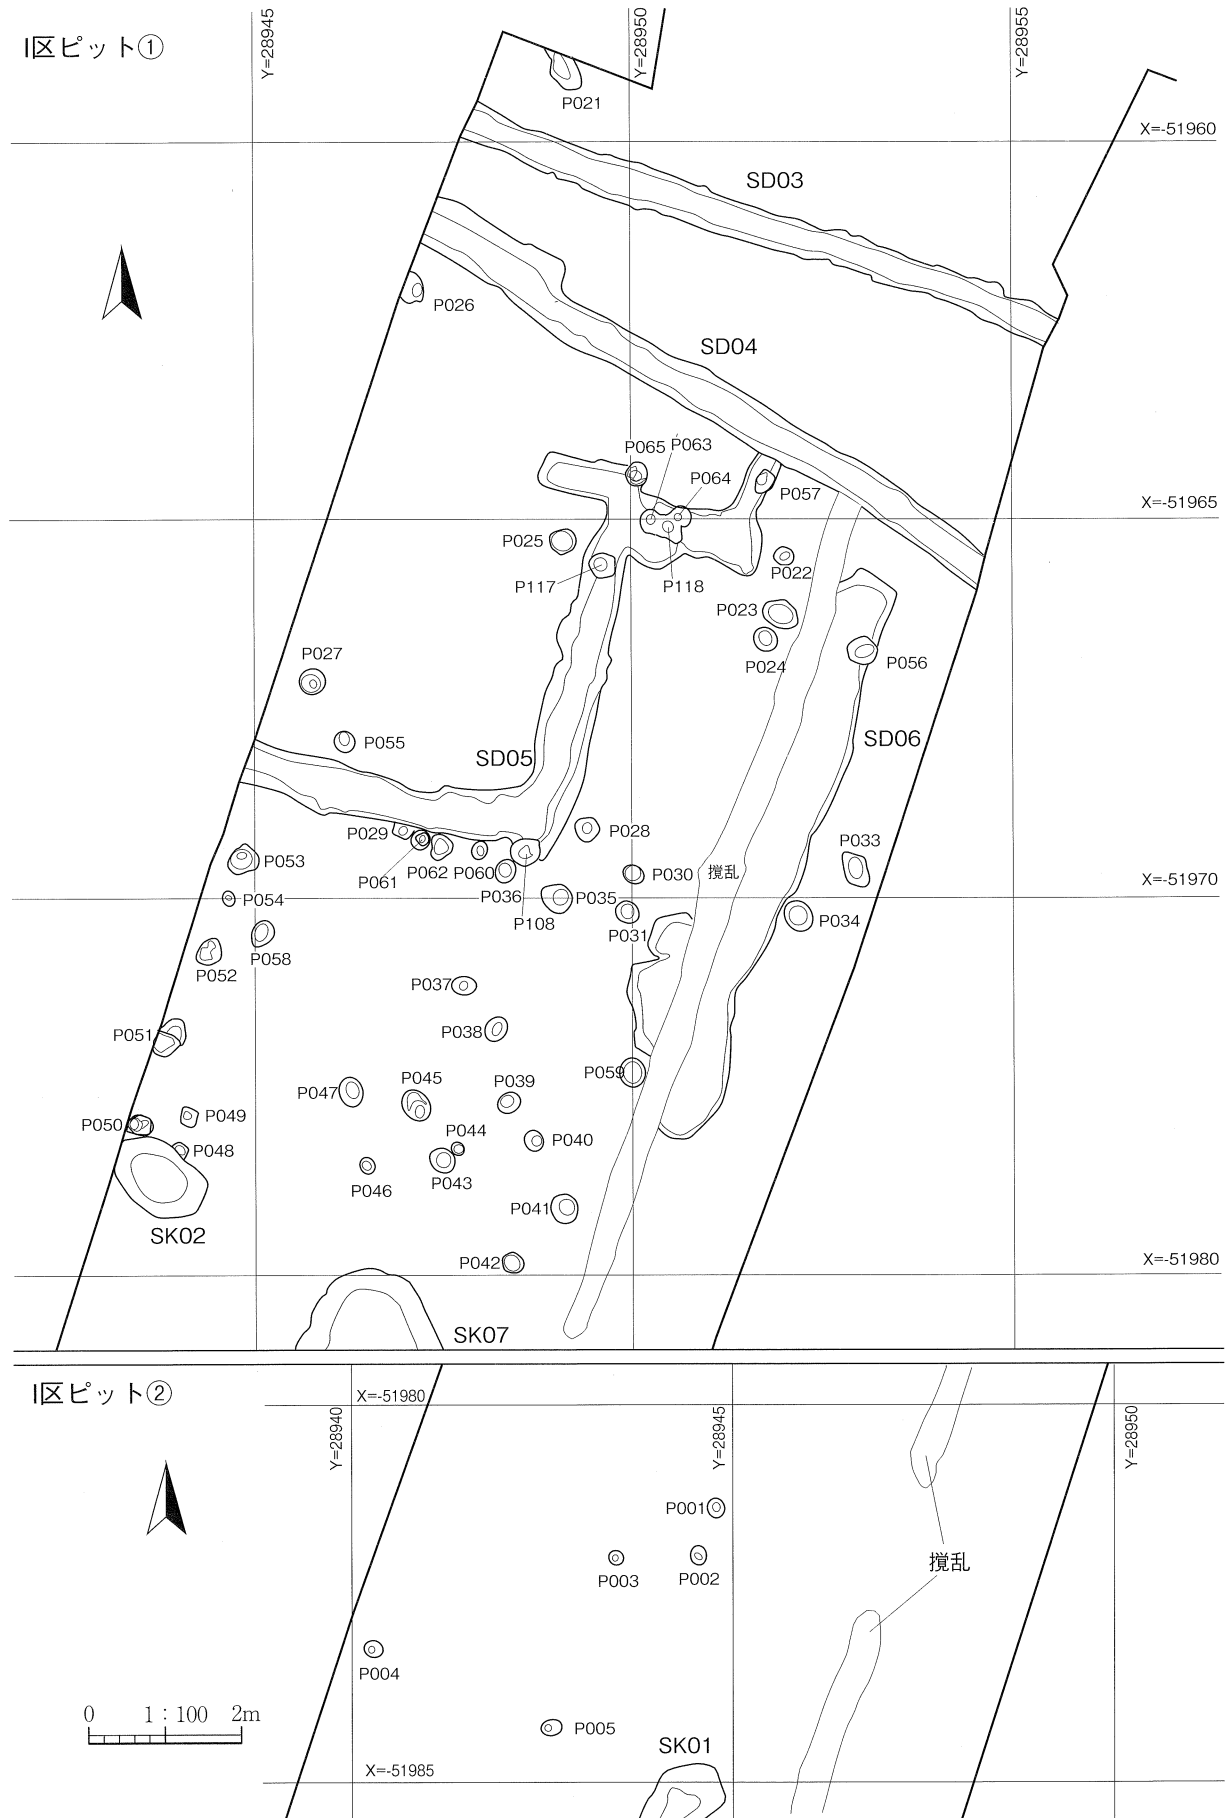 I区ピット①
Y=28945
Y=28950
Y=28955
P021
X=-51960
SD03
P026
SD04
P065 P063
P064
P057
X=-51965
P025
P022
P117
P118
P023
P024
P056
P027
P055
SD05
SD06
P029
P028
P053
P061
P062
P060
P030
撹乱
P033
P036
P035
X=-51970
P054
P108
P031
P034
P058
P052
P037
P038
P051
P059
P047
P045
P039
P050
P049
P044
P040
P048
P046
P043
P041
SK02
P042
X=-51980
SK07
I区ピット②
X=-51980
Y=28940
Y=28945
Y=28950
P001
撹乱
P003
P002
P004
0 1:100 2m
P005
SK01
X=-51985